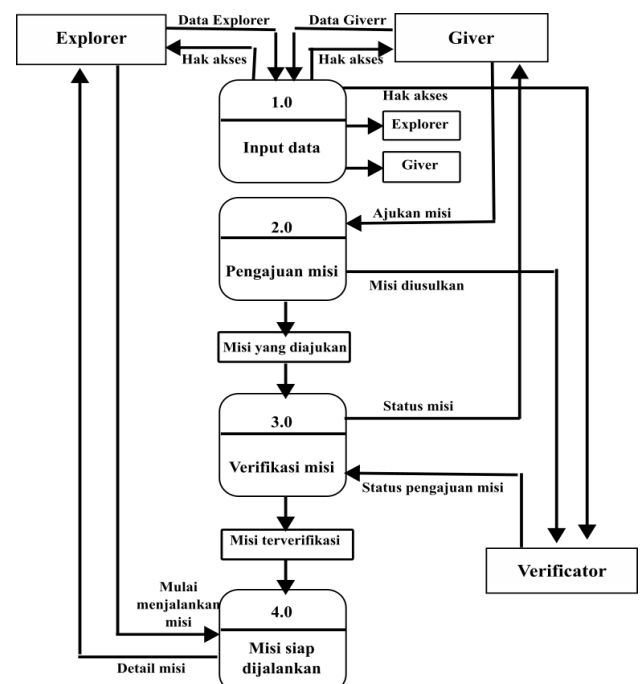 Data Explorer
Data Giverr
Explorer
Giver
Hak akses
Hak akses
Hak akses
1.0
Input data
Explorer
Giver
Ajukan misi
2.0
Pengajuan misi
Misi diusulkan
Misi yang diajukan
Status misi
3.0
Verifikasi misi
Status pengajuan misi
Misi terverifikasi
Verificator
Mulai
menjalankan
misi
4.0
Misi siap
dijalankan
Detail misi